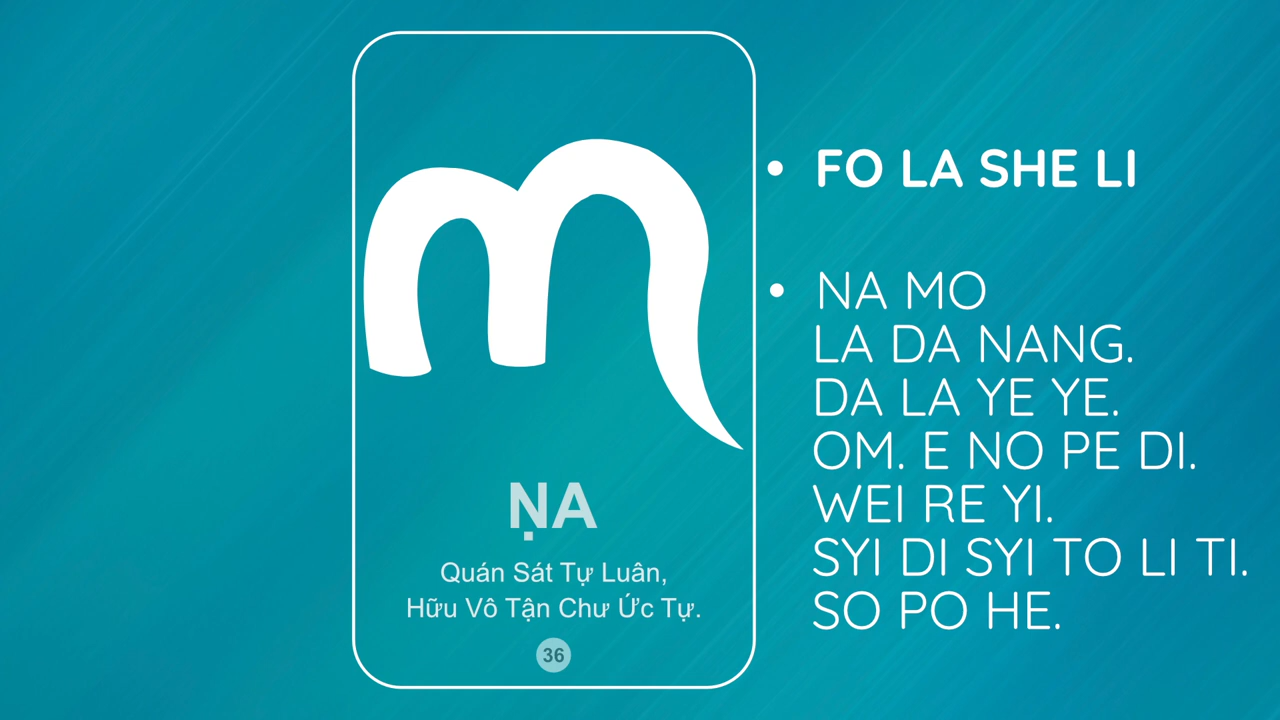 ṆA
Quán Sát Tự Luân,
Hữu Vô Tận Chư Ức Tự.
36
• FO LA SHE LI
• NA MO
LA DA NANG.
DA LA YE YE.
OM. E NO PE DI.
WEI RE YI.
SYI DI SYI TO LI TI.
SO PO HE.